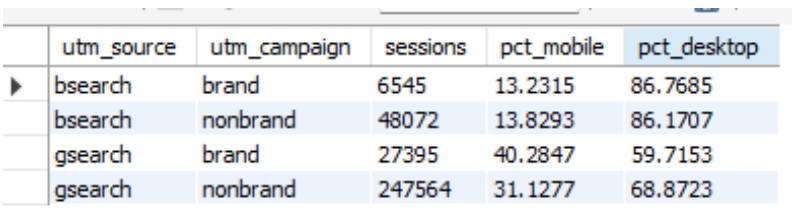 utm_source utm_campaign sessions pct_mobile pct_desktop
bsearch brand 6545 13.2315 86.7685
bsearch nonbrand 48072 13.8293 86.1707
gsearch brand 27395 40.2847 59.7153
gsearch nonbrand 247564 31.1277 68.8723